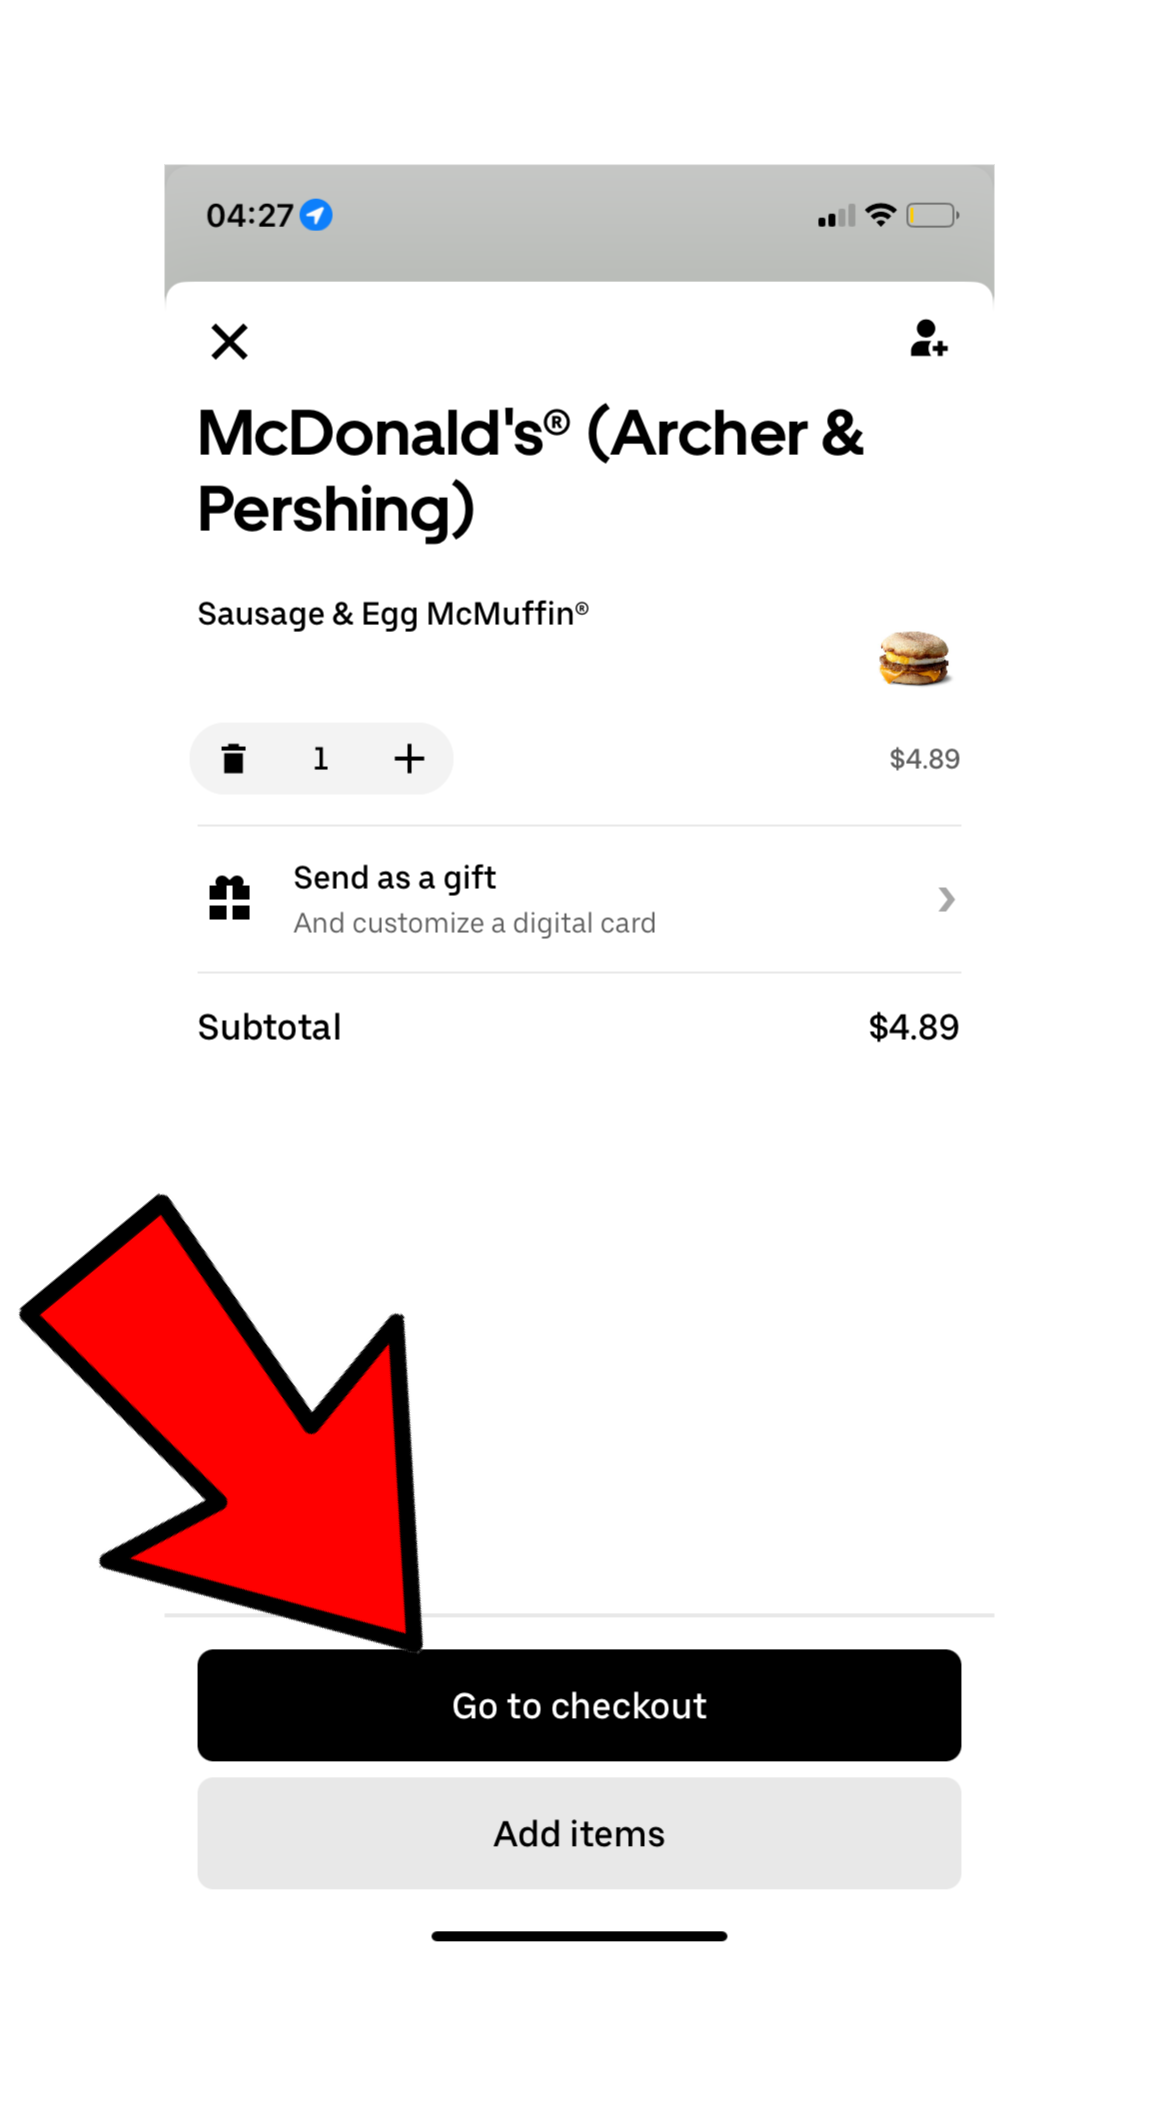 04:27
McDonald's® (Archer &
Pershing)
Sausage & Egg McMuffin®
1
$4.89
Send as a gift
And customize a digital card
Subtotal
$4.89
Go to checkout
Add items